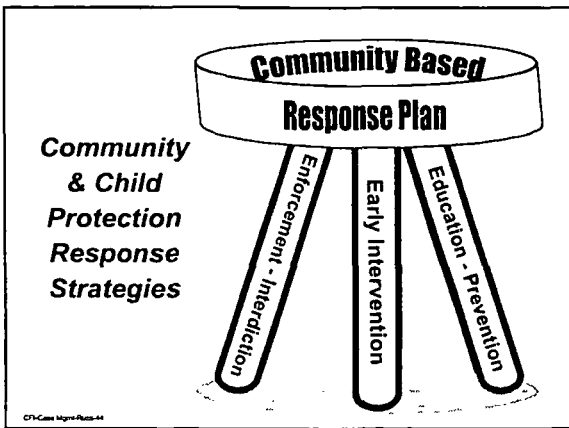 Community Based
Response Plan
Community
& Child
Protection
Response
Strategies
Enforcement - Interdiction
Early Intervention
Education - Prevention